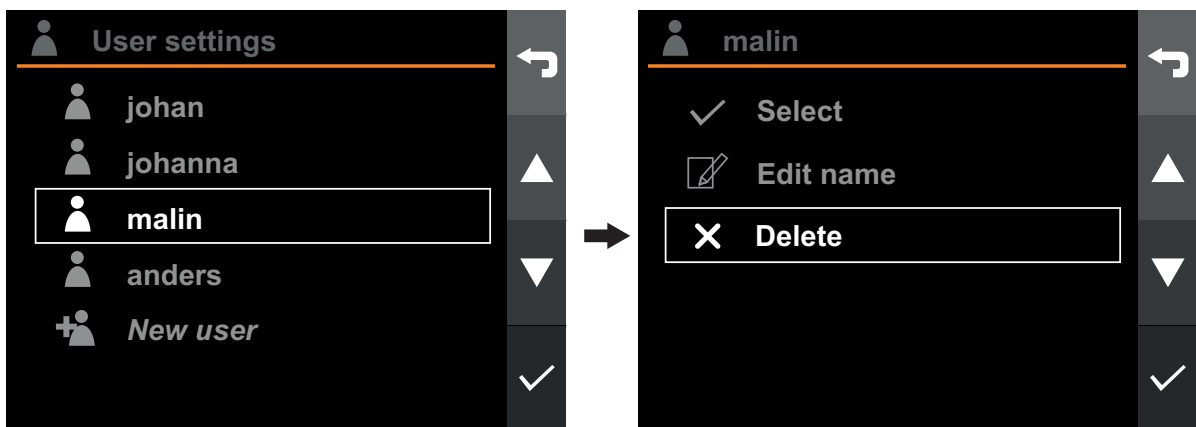 User settings
johan
johanna
malin
anders
New user
malin
Select
Edit name
Delete